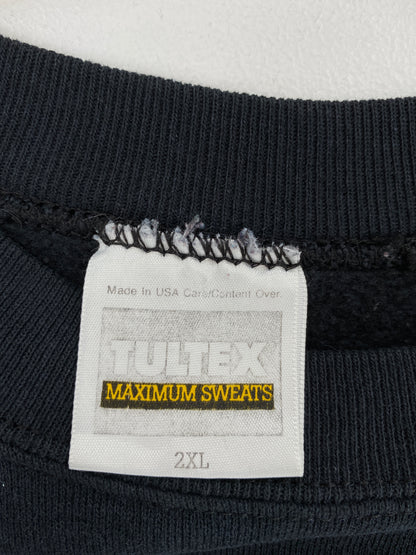 Made In USA Care/Content Over
TULTEX
MAXIMUM SWEATS
2XL